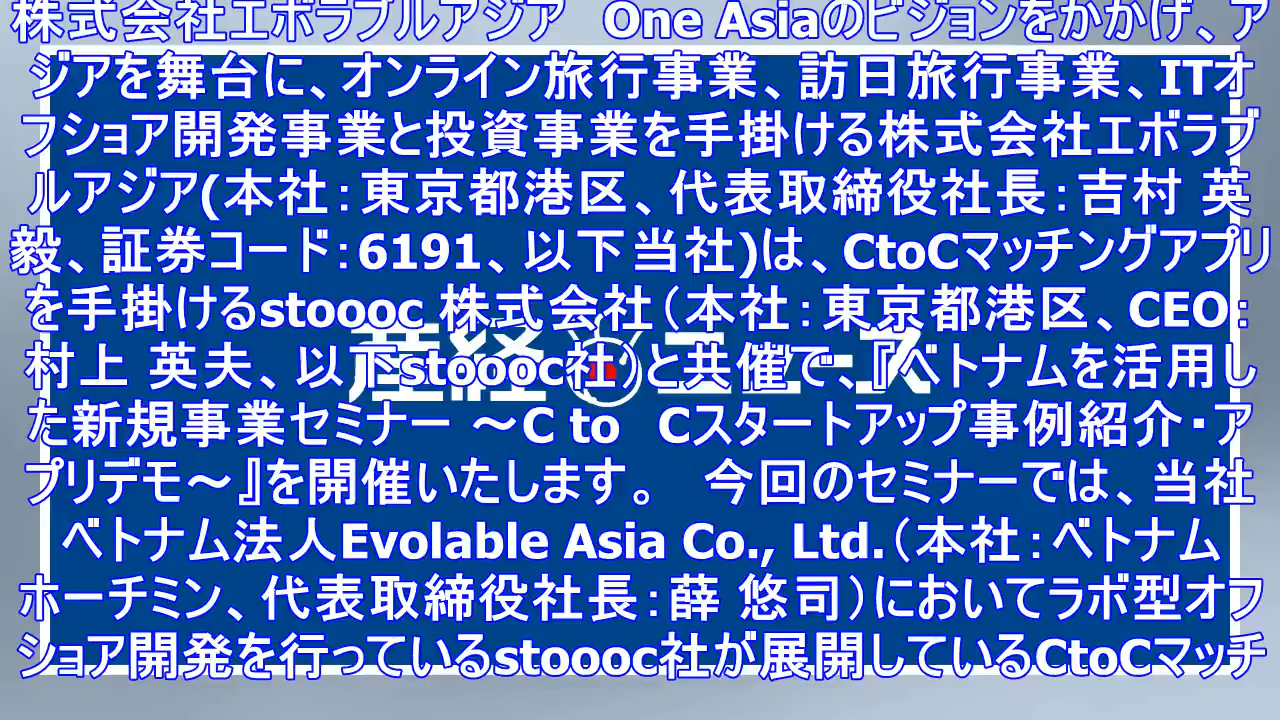 株式会社エボラブルアジア　One Asiaのビジョンをかかげ、ア
ジアを舞台に、オンライン旅行事業、訪日旅行事業、ITオ
フショア開発事業と投資事業を手掛ける株式会社エボラブ
ルアジア(本社：東京都港区、代表取締役社長：吉村 英
毅、証券コード：6191、以下当社)は、CtoCマッチングアプリ
を手掛けるstoooc 株式会社（本社：東京都港区、CEO：
村上 英夫、以下stoooc社）と共催で、『ベトナムを活用し
た新規事業セミナー ～C to　Cスタートアップ事例紹介・ア
プリデモ～』を開催いたします。　今回のセミナーでは、当社
ベトナム法人Evolable Asia Co., Ltd.（本社：ベトナム
ホーチミン、代表取締役社長：薛 悠司）においてラボ型オフ
ショア開発を行っているstoooc社が展開しているCtoCマッチ
産経ニュース